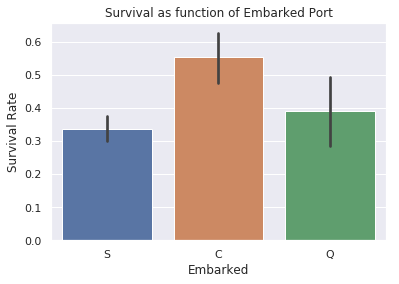 Survival as function of Embarked Port
Survival Rate
0.6
0.5
0.4
0.3
0.2
0.1
0.0
S C Q
Embarked